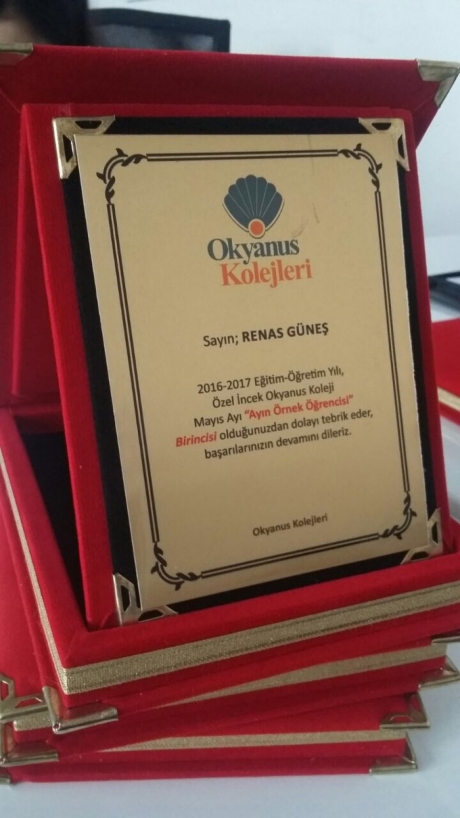 Okyanus
Kolejleri
Sayın; RENAS GÜNEŞ
2016-2017 Eğitim-Öğretim Yılı,
Özel İncek Okyanus Koleji
Mayıs Ayı “Ayın Örnek Öğrencisi”
Birincisi olduğunuzdan dolayı tebrik eder,
başarılarınızın devamını dileriz.
Okyanus Kolejleri